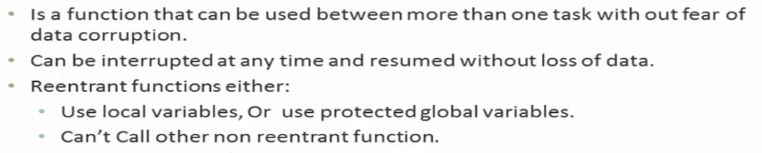 • Is a function that can be used between more than one task with out fear of
data corruption.
• Can be interrupted at any time and resumed without loss of data.
• Reentrant functions either:
• Use local variables, Or use protected global variables.
• Can't Call other non reentrant function.